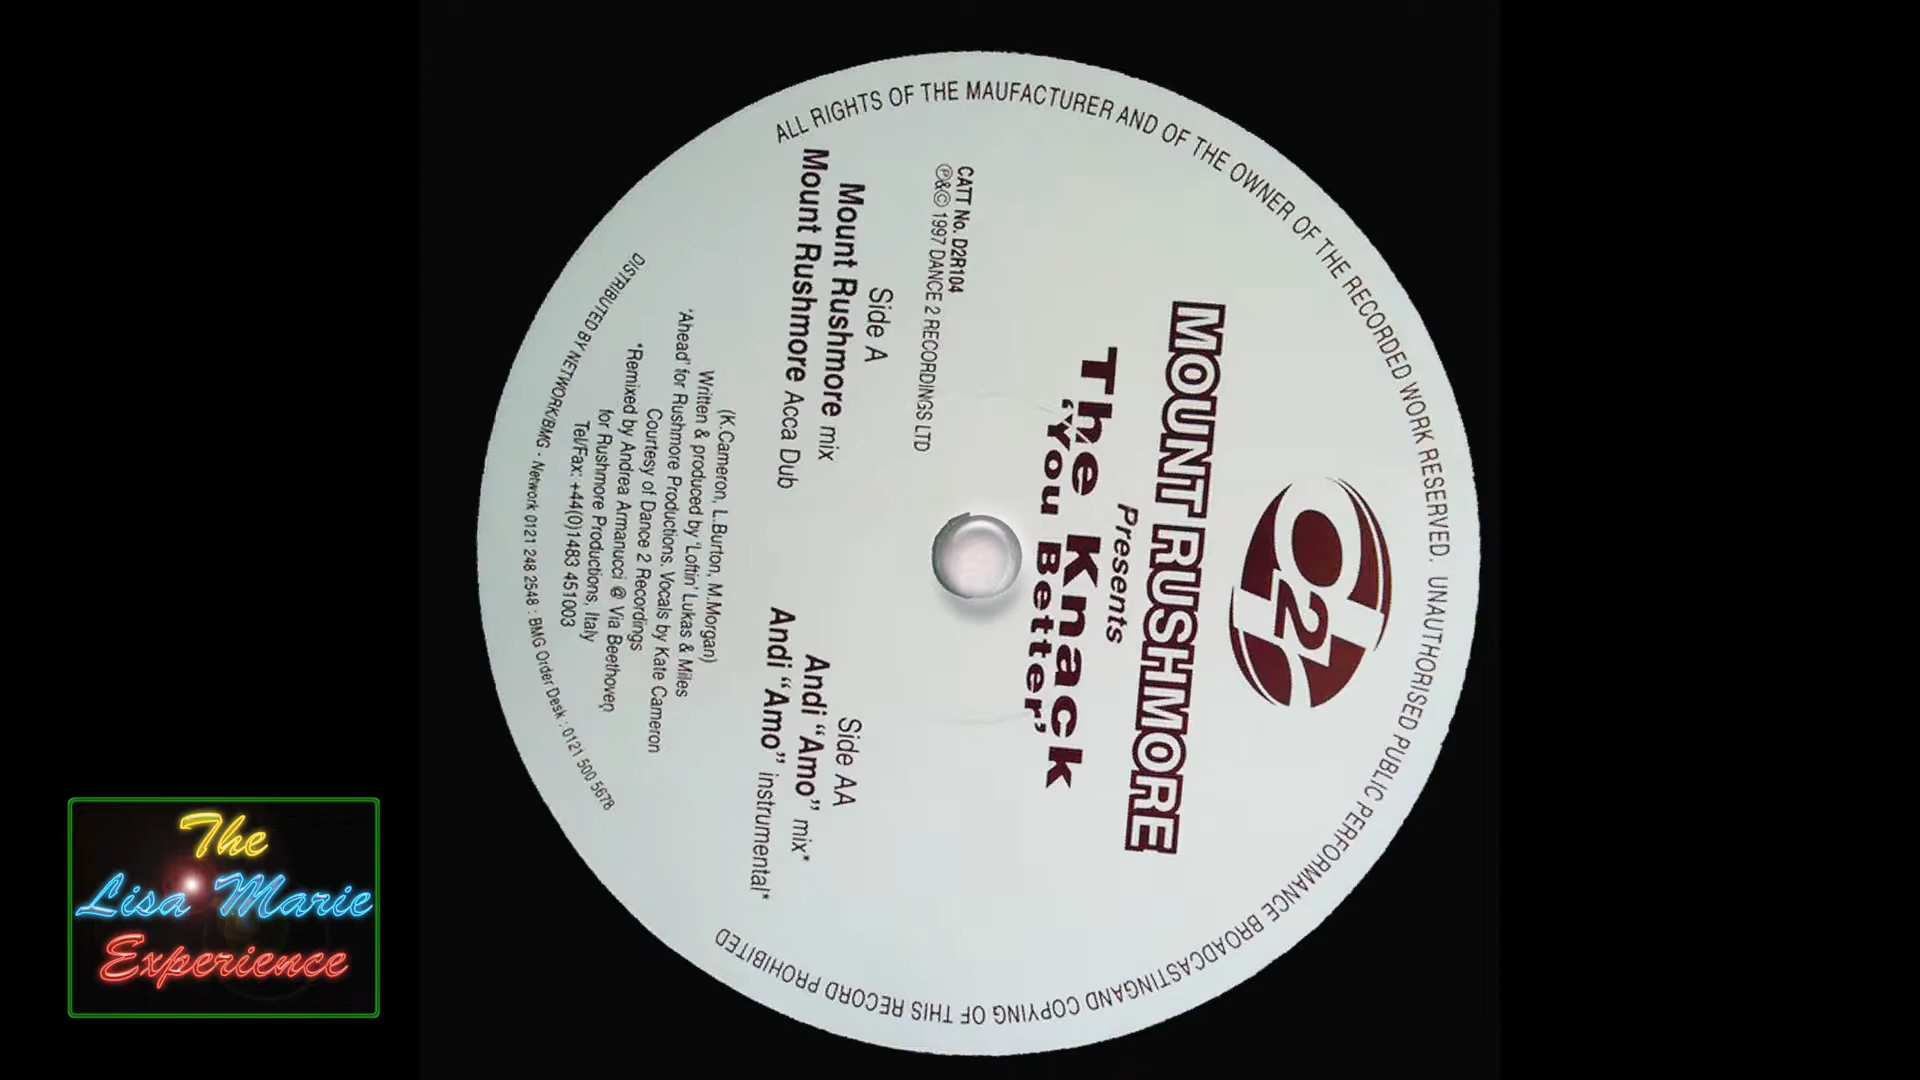 ALL RIGHTS OF THE MAUFACTURER AND OF THE OWNER OF THE RECORDED WORK RESERVED. UNAUTHORISED PUBLIC PERFORMANCE BROADCASTINGAND COPYING OF THIS RECORD PROHIBITED
D2
MOUNT RUSHMORE
Presents
The Knack
'You Better'
CATT No. D2R104
℗&© 1997 DANCE 2 RECORDINGS LTD
Side A
Mount Rushmore mix
Mount Rushmore Acca Dub
Side AA
Andi "Amo" mix*
Andi "Amo" instrumental*
(K.Cameron, L.Burton, M.Morgan)
Written & produced by 'Loftin' Lukas & Miles
'Ahead' for Rushmore Productions. Vocals by Kate Cameron
Courtesy of Dance 2 Recordings
*Remixed by Andrea Armanucci @ Via Beethoven
for Rushmore Productions, Italy
Tel/Fax: +44(0)1483 451003
DISTRIBUTED BY NETWORK/BMG - Network 0121 248 2548 : BMG Order Desk : 0121 500 5678
The
Lisa Marie
Experience